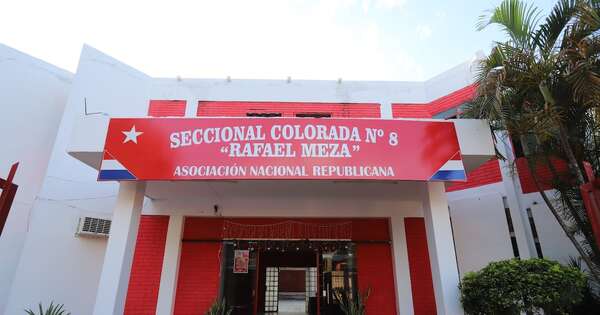 SECCIONAL COLORADA Nº 8
"RAFAEL MEZA"
ASOCIACIÓN NACIONAL REPUBLICANA